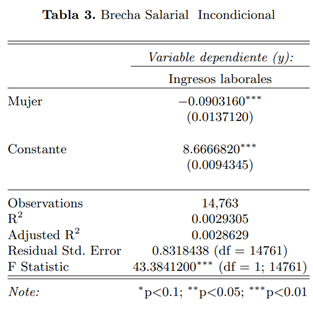 Tabla 3. Brecha Salarial Incondicional
Variable dependiente (y):
Ingresos laborales
Mujer −0.0903160***
(0.0137120)
Constante 8.6666820***
(0.0094345)
Observations 14,763
R² 0.0029305
Adjusted R² 0.0028629
Residual Std. Error 0.8318438 (df = 14761)
F Statistic 43.3841200*** (df = 1; 14761)
Note: *p<0.1; **p<0.05; ***p<0.01